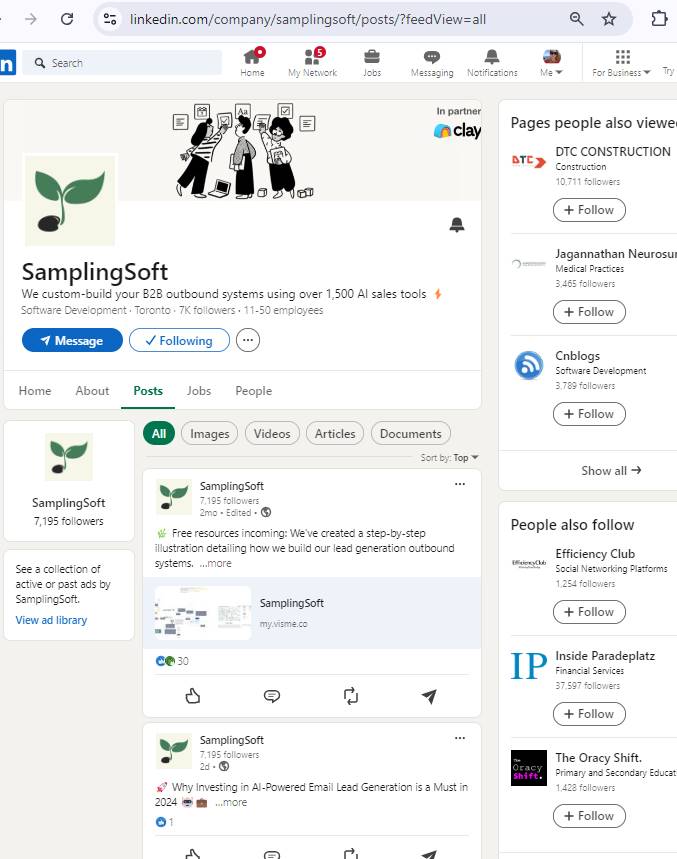 linkedin.com/company/samplingsoft/posts/?feedView=all
n
Search
Home
5
My Network
Jobs
Messaging
Notifications
Me
For Business
Try
Aa
In partner
clay
SamplingSoft
We custom-build your B2B outbound systems using over 1,500 AI sales tools ⚡
Software Development · Toronto · 7K followers · 11-50 employees
Message
Following
Home
About
Posts
Jobs
People
SamplingSoft
7,195 followers
See a collection of
active or past ads by
SamplingSoft.
View ad library
All
Images
Videos
Articles
Documents
Sort by: Top
SamplingSoft
7,195 followers
2mo • Edited •
🌿 Free resources incoming: We've created a step-by-step
illustration detailing how we build our lead generation outbound
systems. ...more
SamplingSoft
my.visme.co
30
SamplingSoft
7,195 followers
2d •
🚀 Why Investing in AI-Powered Email Lead Generation is a Must in
2024 🤖 💼 ...more
1
Pages people also viewe
DTC
DTC CONSTRUCTION
Construction
10,711 followers
+ Follow
Jagannathan Neurosur
Medical Practices
3,465 followers
+ Follow
Cnblogs
Software Development
3,789 followers
+ Follow
Show all →
People also follow
EfficiencyClub
Efficiency Club
Social Networking Platforms
1,254 followers
+ Follow
IP
Inside Paradeplatz
Financial Services
37,597 followers
+ Follow
The
Oracy
Shift.
The Oracy Shift.
Primary and Secondary Educat
1,428 followers
+ Follow